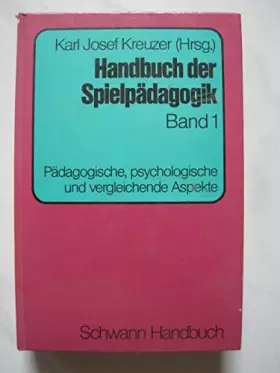 Karl Josef Kreuzer (Hrsg,)
Handbuch der
Spielpädagogik
Band 1
Pädagogische, psychologische
und vergleichende Aspekte
Schwann Handbuch